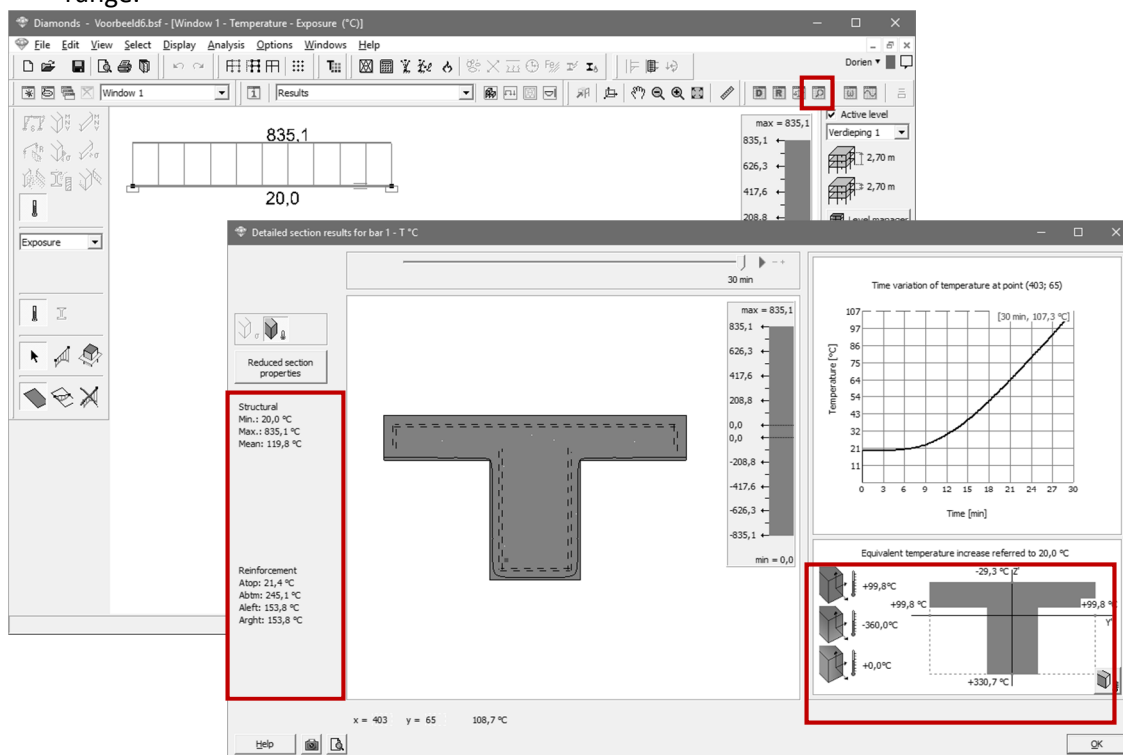 range.
Diamonds - Voorbeeld6.bsf - [Window 1 - Temperature - Exposure (°C)]
File Edit View Select Display Analysis Options Windows Help
Dorien
Window 1
Results
Active level
Verdieping 1
2,70 m
2,70 m
Level manager
Exposure
835,1
20,0
max = 835,1
835,1
626,3
417,6
208,8
Detailed section results for bar 1 - T °C
30 min
Reduced section
properties
Structural
Min.: 20,0 °C
Max.: 835,1 °C
Mean: 119,8 °C
Reinforcement
Atop: 21,4 °C
Abtm: 245,1 °C
Aleft: 153,8 °C
Arght: 153,8 °C
max = 835,1
835,1
626,3
417,6
208,8
0,0
0,0
-208,8
-417,6
-626,3
-835,1
min = 0,0
Time variation of temperature at point (403; 65)
[30 min, 107,3 °C]
Temperature [°C]
107
97
86
75
64
54
43
32
21
11
0 3 6 9 12 15 18 21 24 27 30
Time [min]
Equivalent temperature increase referred to 20,0 °C
-29,3 °C Z'
+99,8°C
+99,8 °C
+99,8 °C
Y'
-360,0°C
+0,0°C
+330,7 °C
x = 403 y = 65 108,7 °C
Help
OK